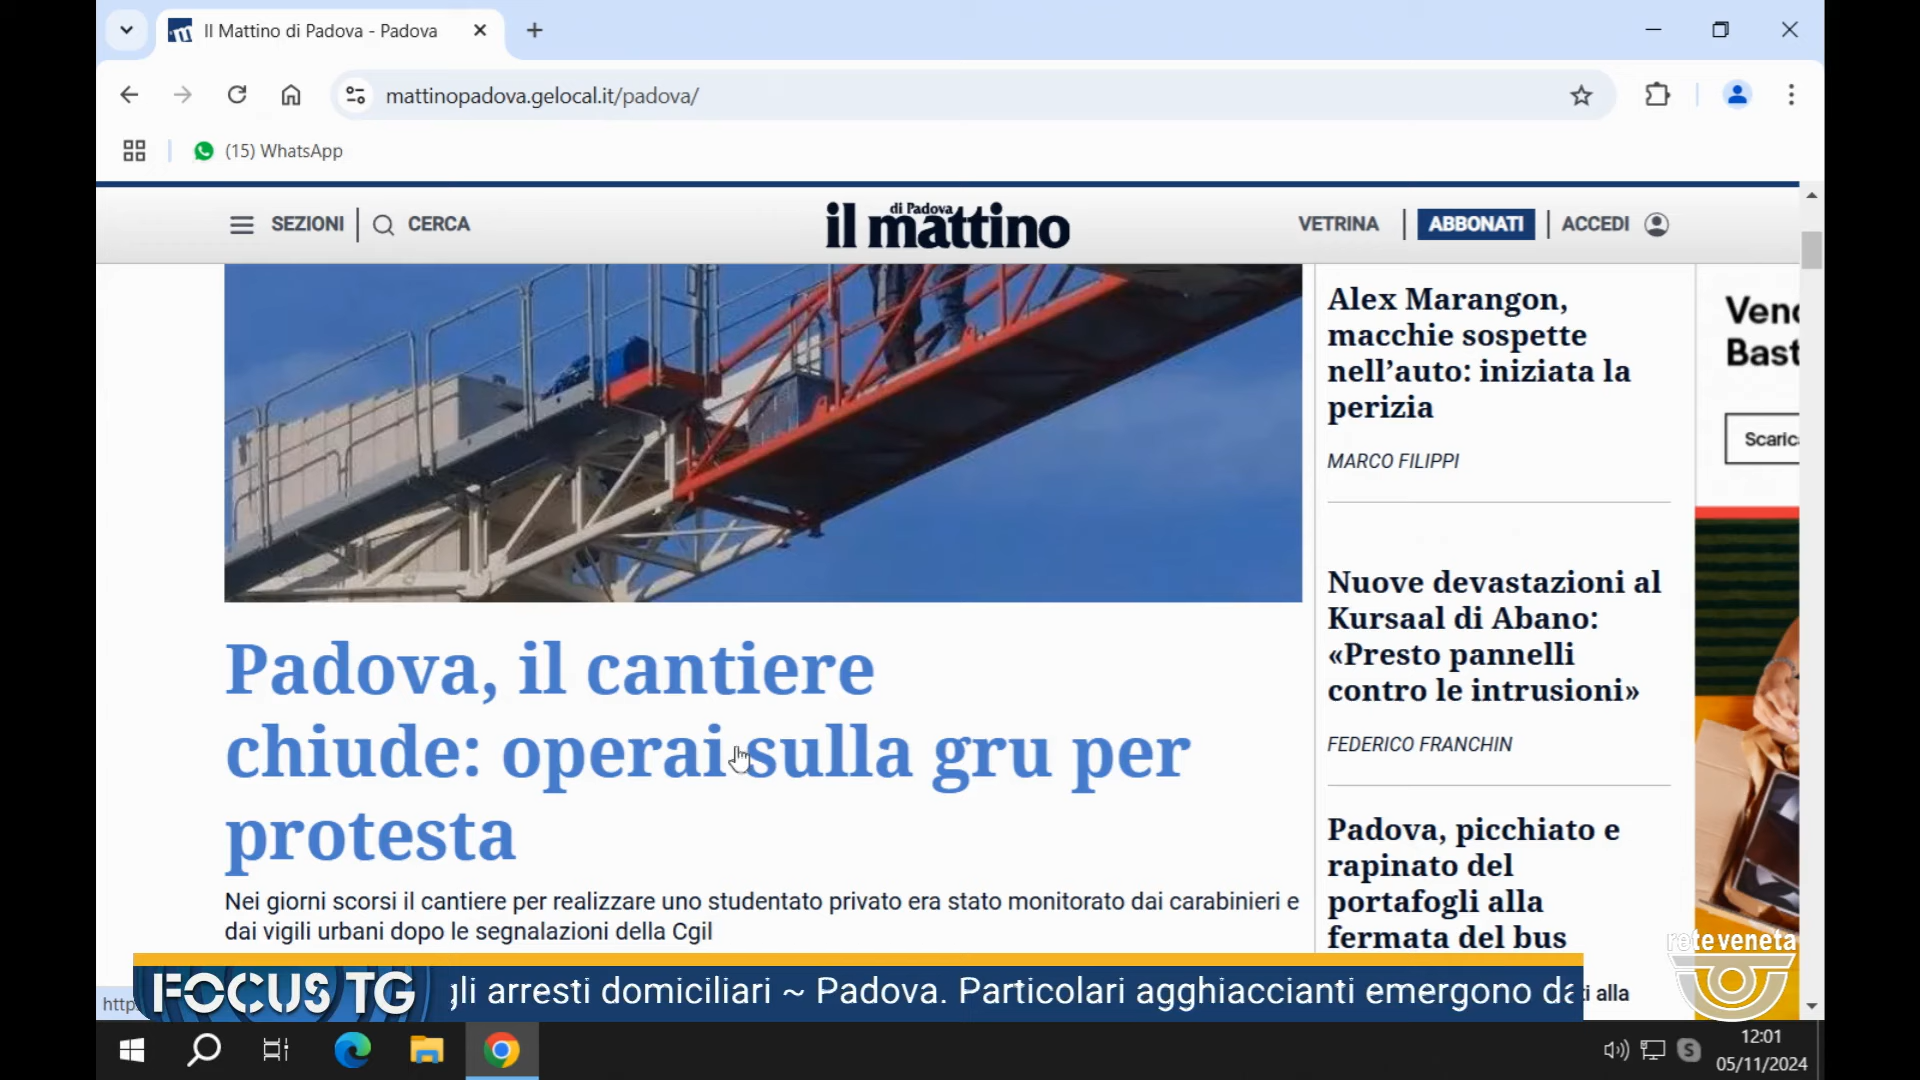 Il Mattino di Padova - Padova
mattinopadova.gelocal.it/padova/
(15) WhatsApp
SEZIONI
CERCA
di Padova
il mattino
VETRINA
ABBONATI
ACCEDI
Padova, il cantiere
chiude: operai sulla gru per
protesta
Nei giorni scorsi il cantiere per realizzare uno studentato privato era stato monitorato dai carabinieri e
dai vigili urbani dopo le segnalazioni della Cgil
Alex Marangon,
macchie sospette
nell’auto: iniziata la
perizia
MARCO FILIPPI
Nuove devastazioni al
Kursaal di Abano:
«Presto pannelli
contro le intrusioni»
FEDERICO FRANCHIN
Padova, picchiato e
rapinato del
portafogli alla
fermata del bus
alla
reteveneta
FOCUS TG
arresti domiciliari ~ Padova. Particolari agghiaccianti emergono
12:01
05/11/2024